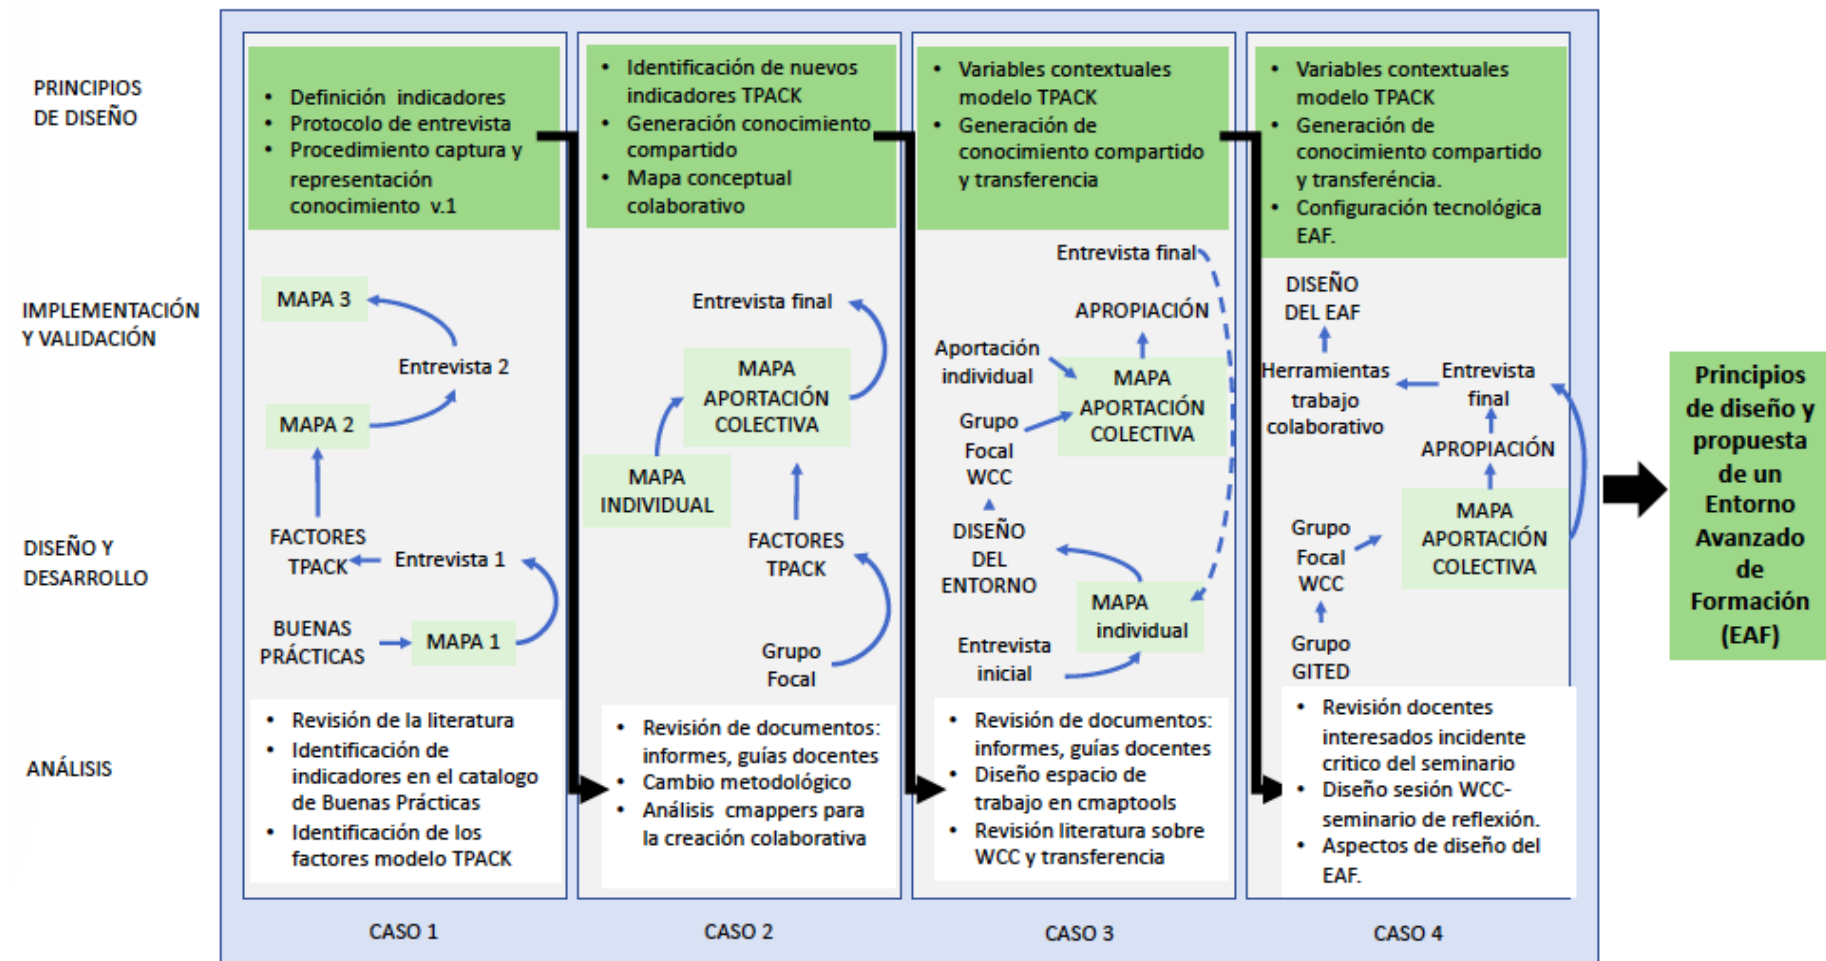 PRINCIPIOS
DE DISEÑO
IMPLEMENTACIÓN
Y VALIDACIÓN
DISEÑO Y
DESARROLLO
ANÁLISIS
• Definición indicadores
• Protocolo de entrevista
• Procedimiento captura y
representación
conocimiento v.1
MAPA 3
Entrevista 2
MAPA 2
FACTORES
TPACK
Entrevista 1
BUENAS
PRÁCTICAS
MAPA 1
• Revisión de la literatura
• Identificación de
indicadores en el catalogo
de Buenas Prácticas
• Identificación de los
factores modelo TPACK
CASO 1
• Identificación de nuevos
indicadores TPACK
• Generación conocimiento
compartido
• Mapa conceptual
colaborativo
Entrevista final
MAPA
APORTACIÓN
COLECTIVA
MAPA
INDIVIDUAL
FACTORES
TPACK
Grupo
Focal
• Revisión de documentos:
informes, guías docentes
• Cambio metodológico
• Análisis cmappers para
la creación colaborativa
CASO 2
• Variables contextuales
modelo TPACK
• Generación de
conocimiento compartido
y transferencia
Entrevista final
APROPIACIÓN
Aportación
individual
MAPA
APORTACIÓN
COLECTIVA
Grupo
Focal
WCC
DISEÑO
DEL
ENTORNO
MAPA
individual
Entrevista
inicial
• Revisión de documentos:
informes, guías docentes
• Diseño espacio de
trabajo en cmaptools
• Revisión literatura sobre
WCC y transferencia
CASO 3
• Variables contextuales
modelo TPACK
• Generación de
conocimiento compartido
y transferéncia.
• Configuración tecnológica
EAF.
DISEÑO
DEL EAF
Herramientas
trabajo
colaborativo
Entrevista
final
APROPIACIÓN
MAPA
APORTACIÓN
COLECTIVA
Grupo
Focal
WCC
Grupo
GITED
• Revisión docentes
interesados incidente
critico del seminario
• Diseño sesión WCC-
seminario de reflexión.
• Aspectos de diseño del
EAF.
CASO 4
Principios
de diseño y
propuesta
de un
Entorno
Avanzado
de
Formación
(EAF)